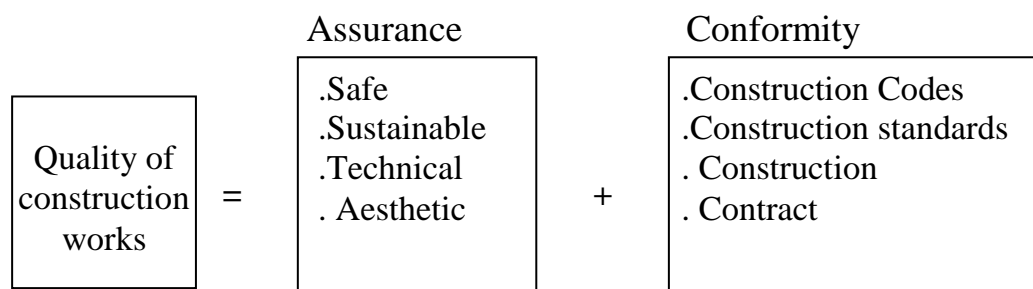 Assurance
Conformity
Quality of
construction
works
=
.Safe
.Sustainable
.Technical
. Aesthetic
+
.Construction Codes
.Construction standards
. Construction
. Contract